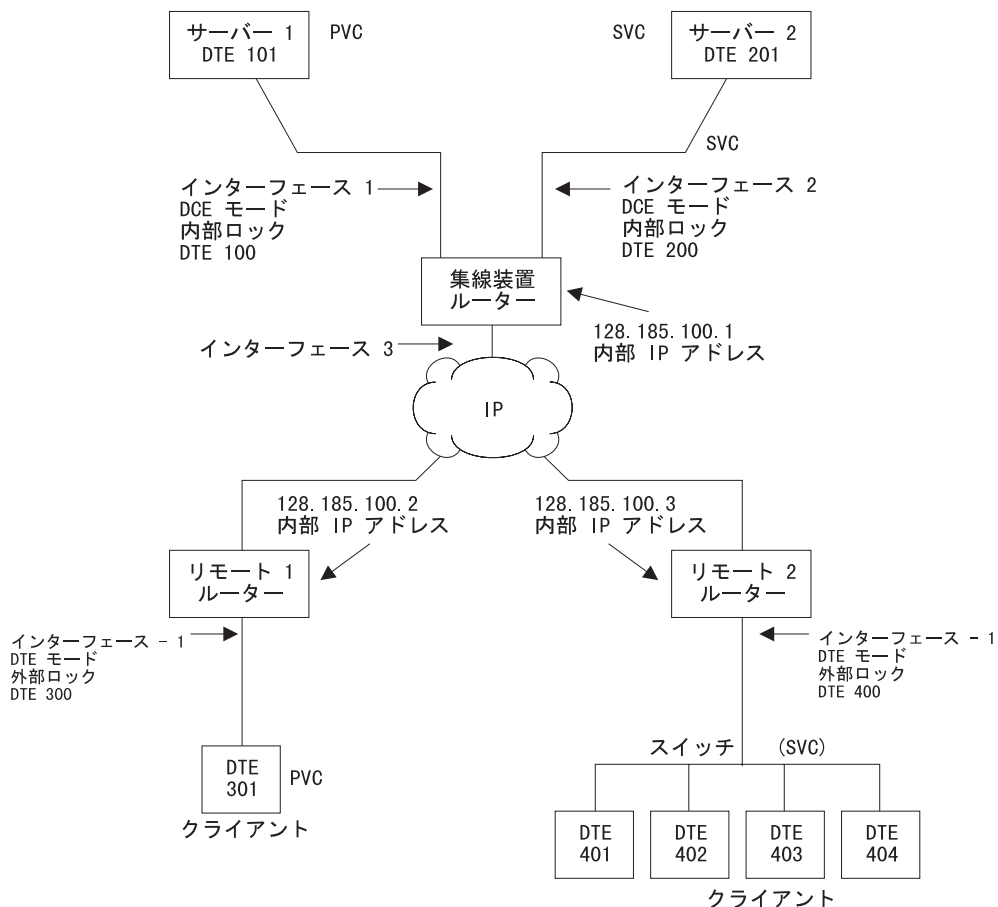 サーバー 1
DTE 101
PVC
SVC
サーバー 2
DTE 201
SVC
インターフェース 1
DCE モード
内部ロック
DTE 100
インターフェース 2
DCE モード
内部ロック
DTE 200
集線装置
ルーター
128.185.100.1
内部 IP アドレス
インターフェース 3
IP
128.185.100.2
内部 IP アドレス
128.185.100.3
内部 IP アドレス
リモート 1
ルーター
リモート 2
ルーター
インターフェース - 1
DTE モード
外部ロック
DTE 300
インターフェース - 1
DTE モード
外部ロック
DTE 400
DTE
301
PVC
クライアント
スイッチ (SVC)
DTE
401
DTE
402
DTE
403
DTE
404
クライアント